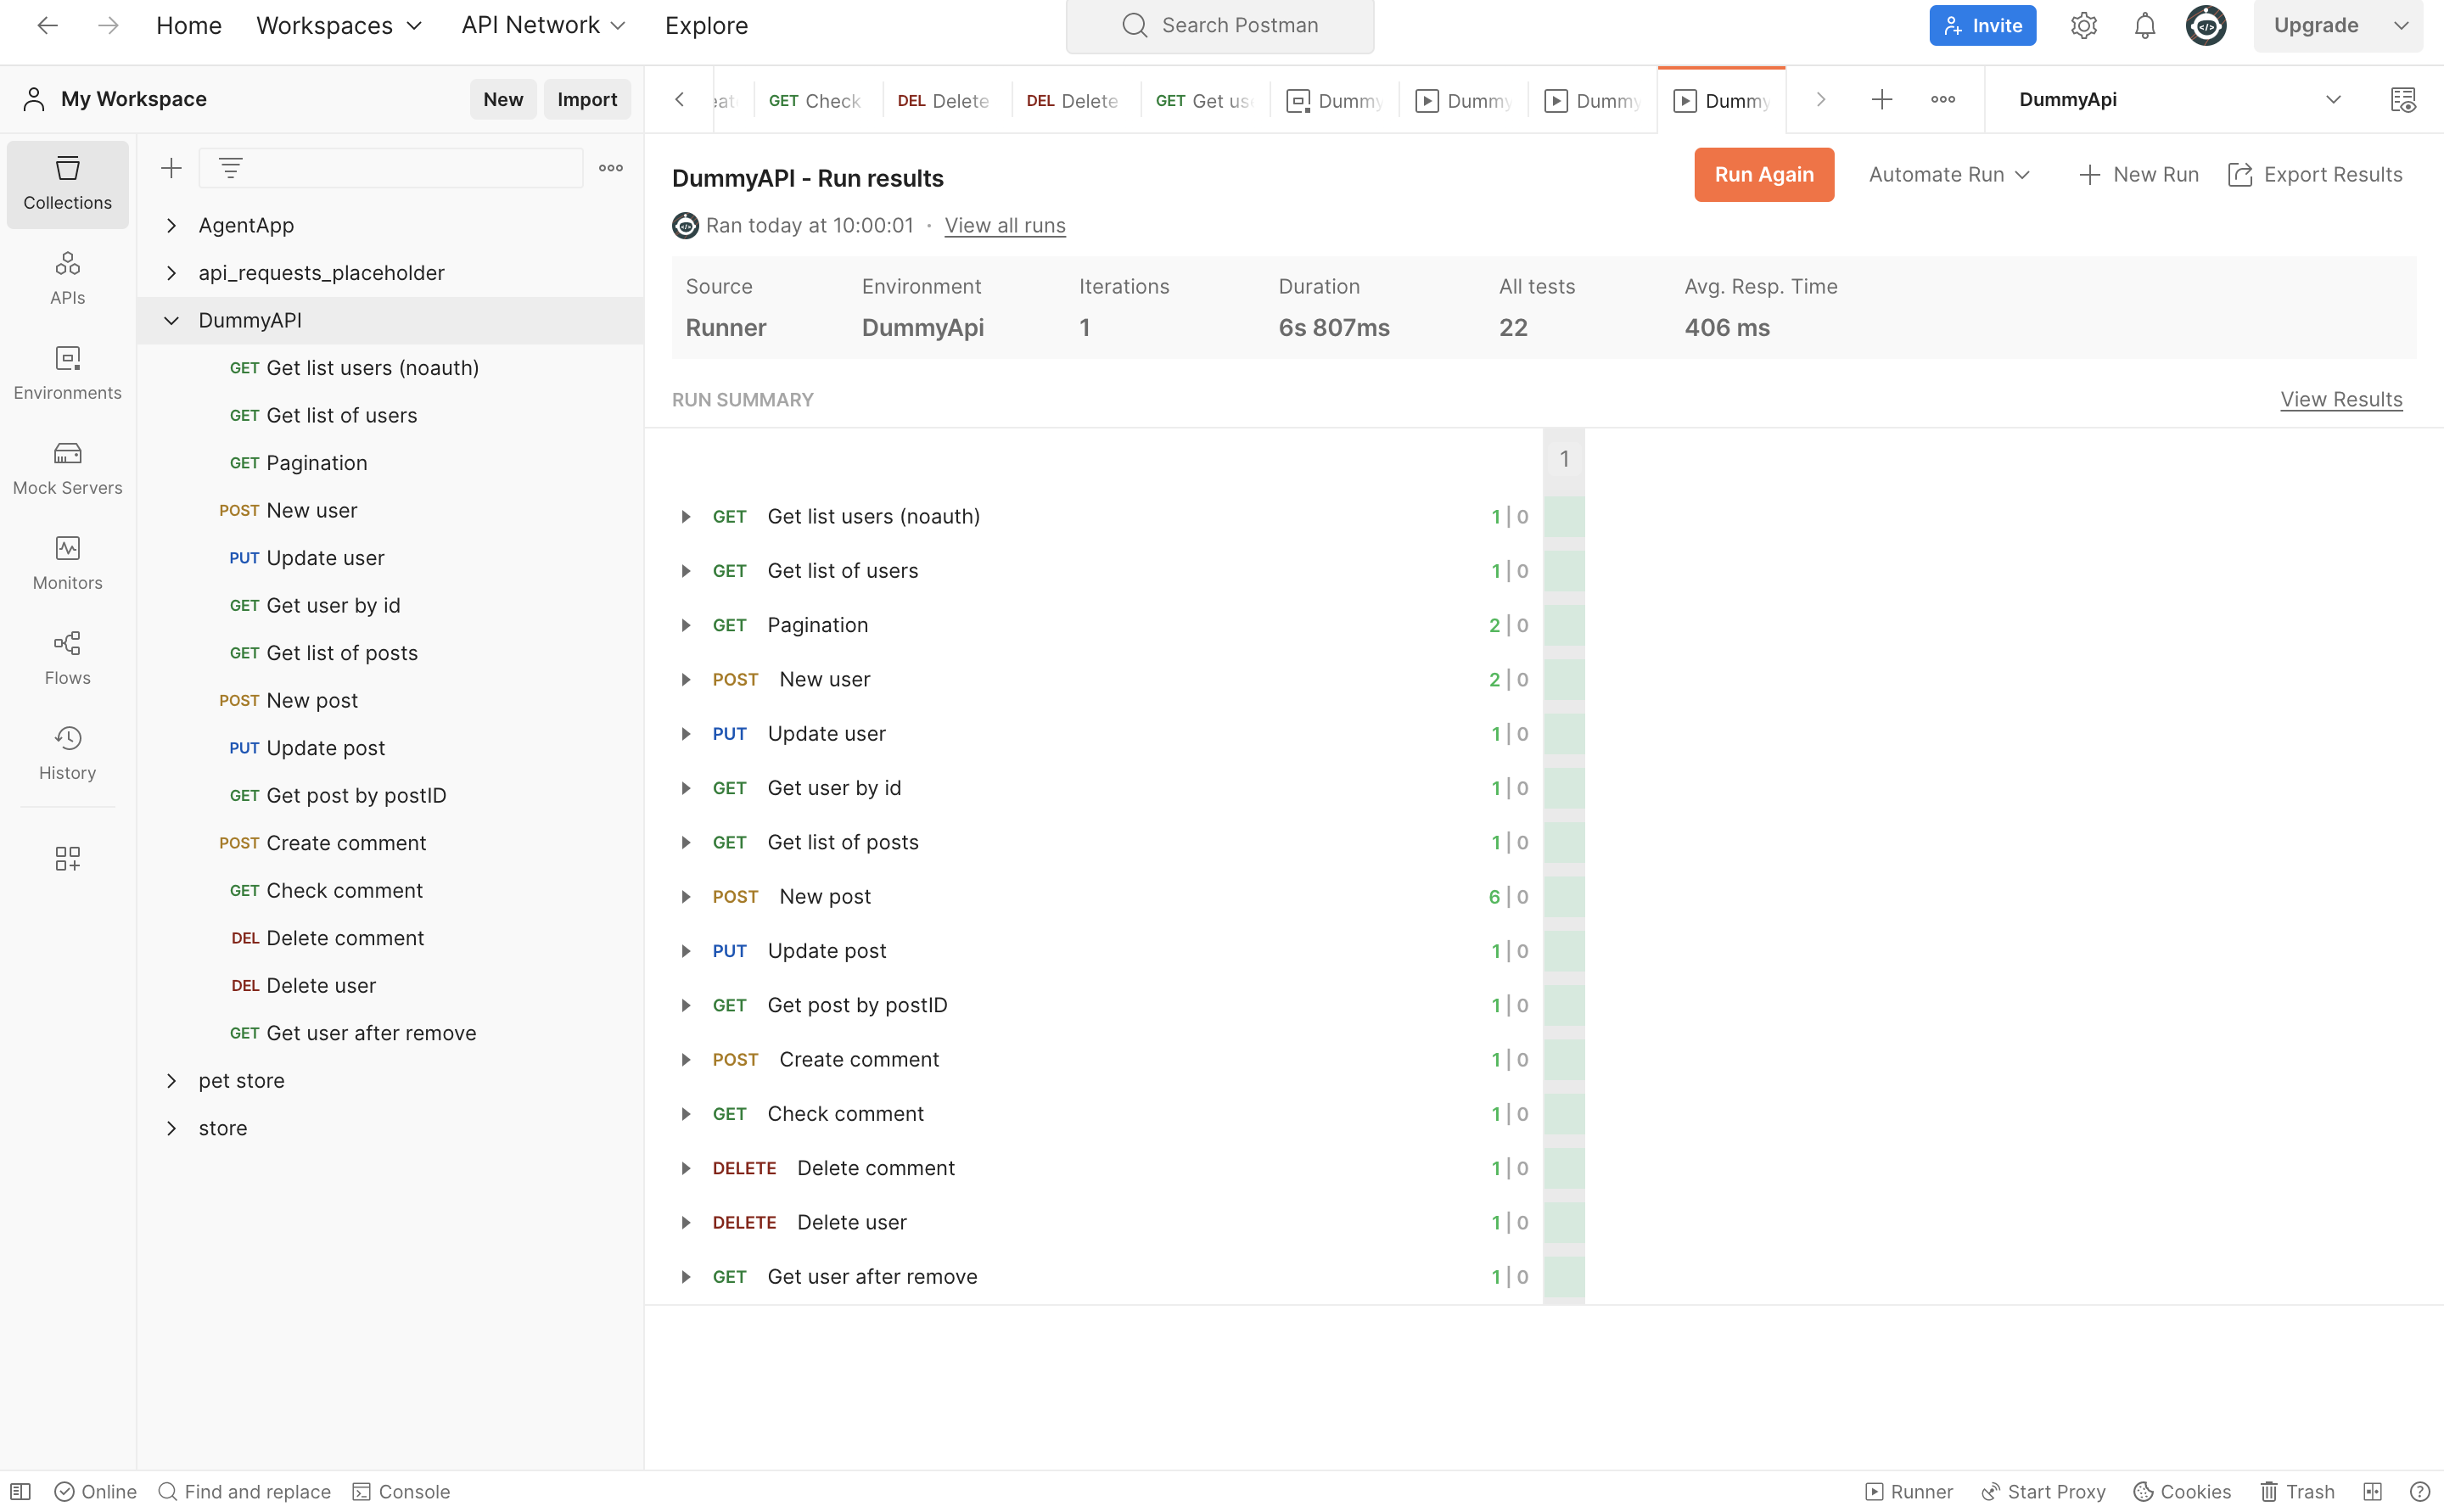 Home Workspaces API Network Explore Search Postman Invite Upgrade
My Workspace New Import
GET Check DEL Delete DEL Delete GET Get Dummy Dummy Dummy Dummy DummyApi
Collections
APIs
Environments
Mock Servers
Monitors
Flows
History
AgentApp
api_requests_placeholder
DummyAPI
GET Get list users (noauth)
GET Get list of users
GET Pagination
POST New user
PUT Update user
GET Get user by id
GET Get list of posts
POST New post
PUT Update post
GET Get post by postID
POST Create comment
GET Check comment
DEL Delete comment
DEL Delete user
GET Get user after remove
pet store
store
DummyAPI - Run results
Run Again Automate Run New Run Export Results
Ran today at 10:00:01 · View all runs
Source Environment Iterations Duration All tests Avg. Resp. Time
Runner DummyApi 1 6s 807ms 22 406 ms
RUN SUMMARY View Results
1
GET Get list users (noauth) 1 | 0
GET Get list of users 1 | 0
GET Pagination 2 | 0
POST New user 2 | 0
PUT Update user 1 | 0
GET Get user by id 1 | 0
GET Get list of posts 1 | 0
POST New post 6 | 0
PUT Update post 1 | 0
GET Get post by postID 1 | 0
POST Create comment 1 | 0
GET Check comment 1 | 0
DELETE Delete comment 1 | 0
DELETE Delete user 1 | 0
GET Get user after remove 1 | 0
Online Find and replace Console Runner Start Proxy Cookies Trash